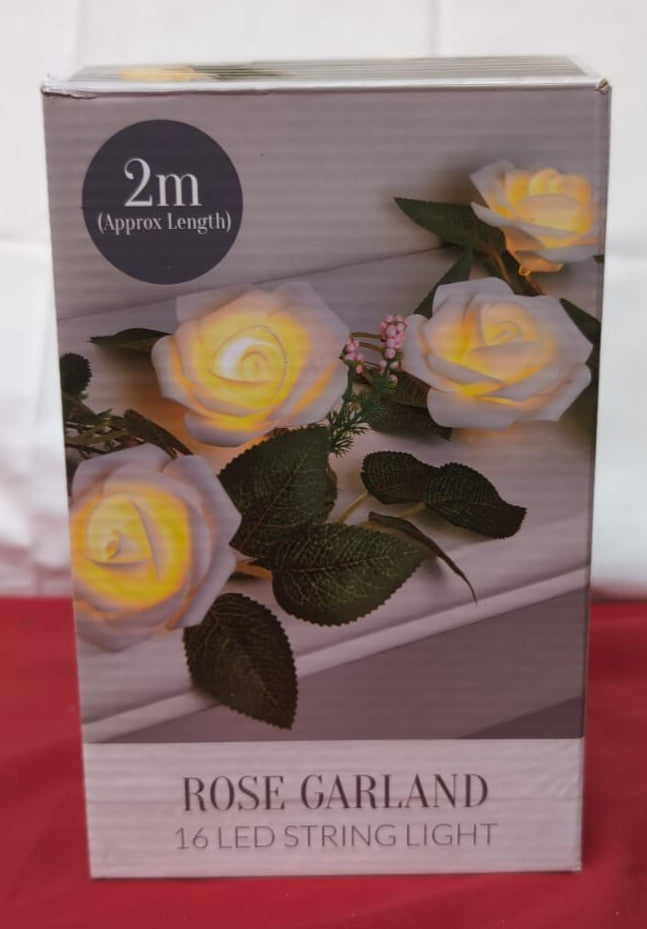 2m
(Approx Length)
ROSE GARLAND
16 LED STRING LIGHT